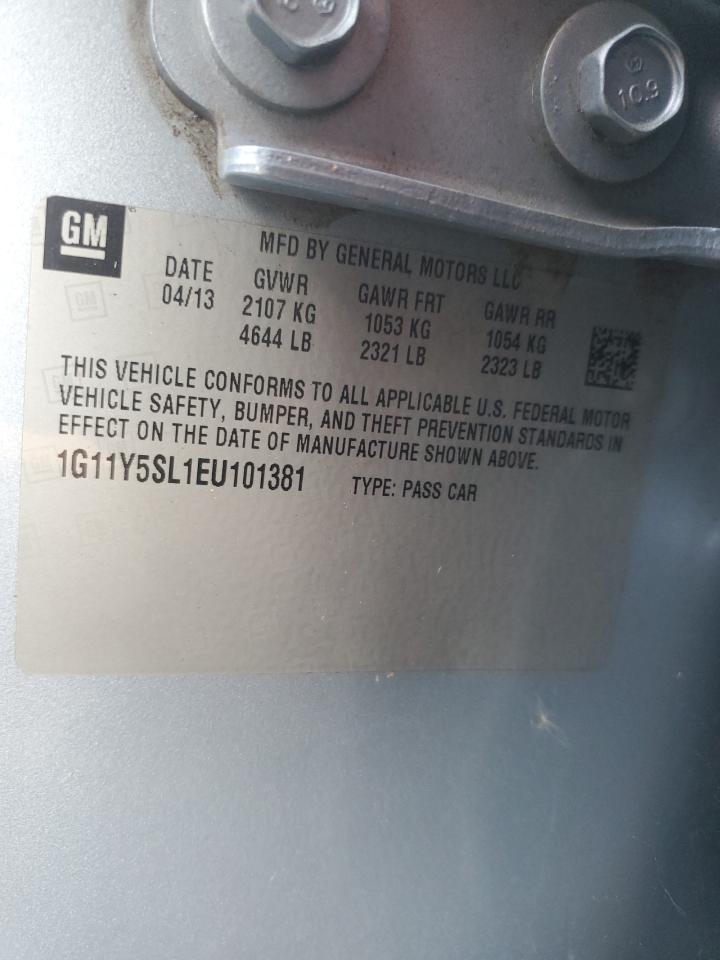 10.9
GM
MFD BY GENERAL MOTORS LLC
DATE GVWR GAWR FRT GAWR RR
04/13 2107 KG 1053 KG 1054 KG
4644 LB 2321 LB 2323 LB
THIS VEHICLE CONFORMS TO ALL APPLICABLE U.S. FEDERAL MOTOR
VEHICLE SAFETY, BUMPER, AND THEFT PREVENTION STANDARDS IN
EFFECT ON THE DATE OF MANUFACTURE SHOWN ABOVE.
1G11Y5SL1EU101381 TYPE: PASS CAR